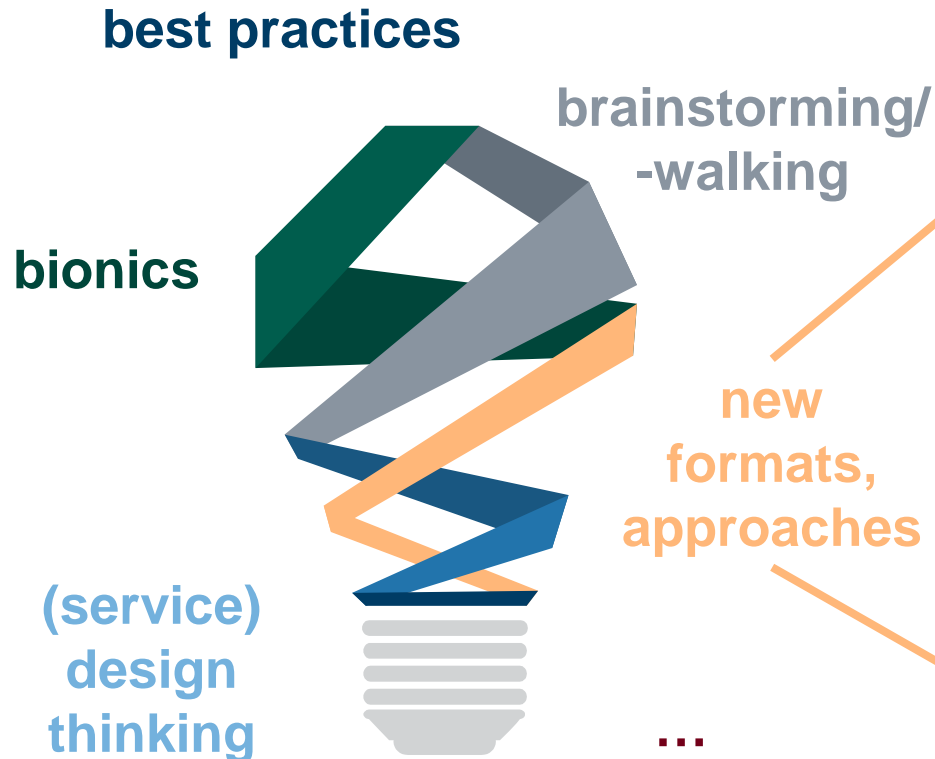 best practices
brainstorming/
-walking
bionics
new
formats,
approaches
(service)
design
thinking
...